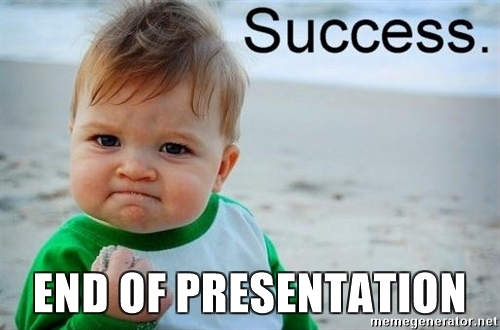 Success.
END OF PRESENTATION
memegenerator.net